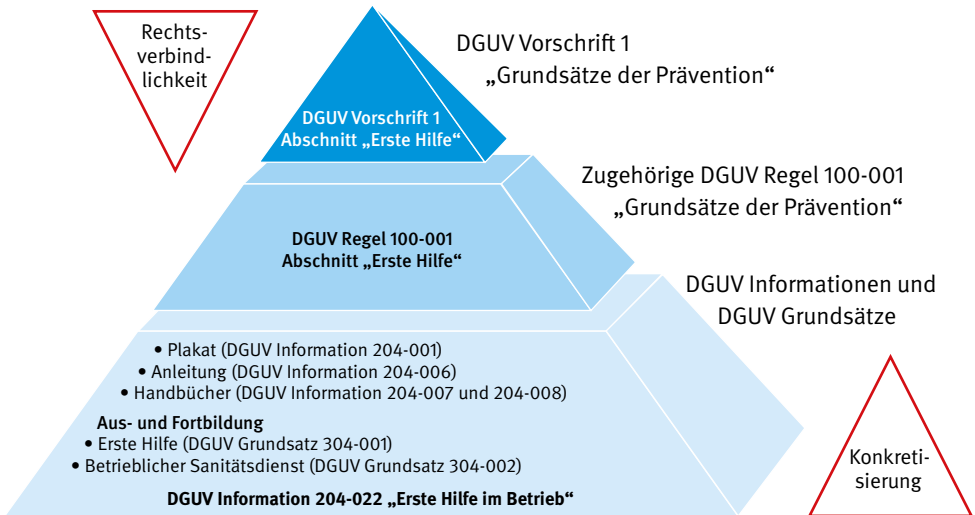 Rechts-
verbind-
lichkeit
DGUV Vorschrift 1
„Grundsätze der Prävention“
DGUV Vorschrift 1
Abschnitt „Erste Hilfe“
Zugehörige DGUV Regel 100-001
„Grundsätze der Prävention“
DGUV Regel 100-001
Abschnitt „Erste Hilfe“
DGUV Informationen und
DGUV Grundsätze
• Plakat (DGUV Information 204-001)
• Anleitung (DGUV Information 204-006)
• Handbücher (DGUV Information 204-007 und 204-008)
Aus- und Fortbildung
• Erste Hilfe (DGUV Grundsatz 304-001)
• Betrieblicher Sanitätsdienst (DGUV Grundsatz 304-002)
DGUV Information 204-022 „Erste Hilfe im Betrieb“
Konkreti-
sierung